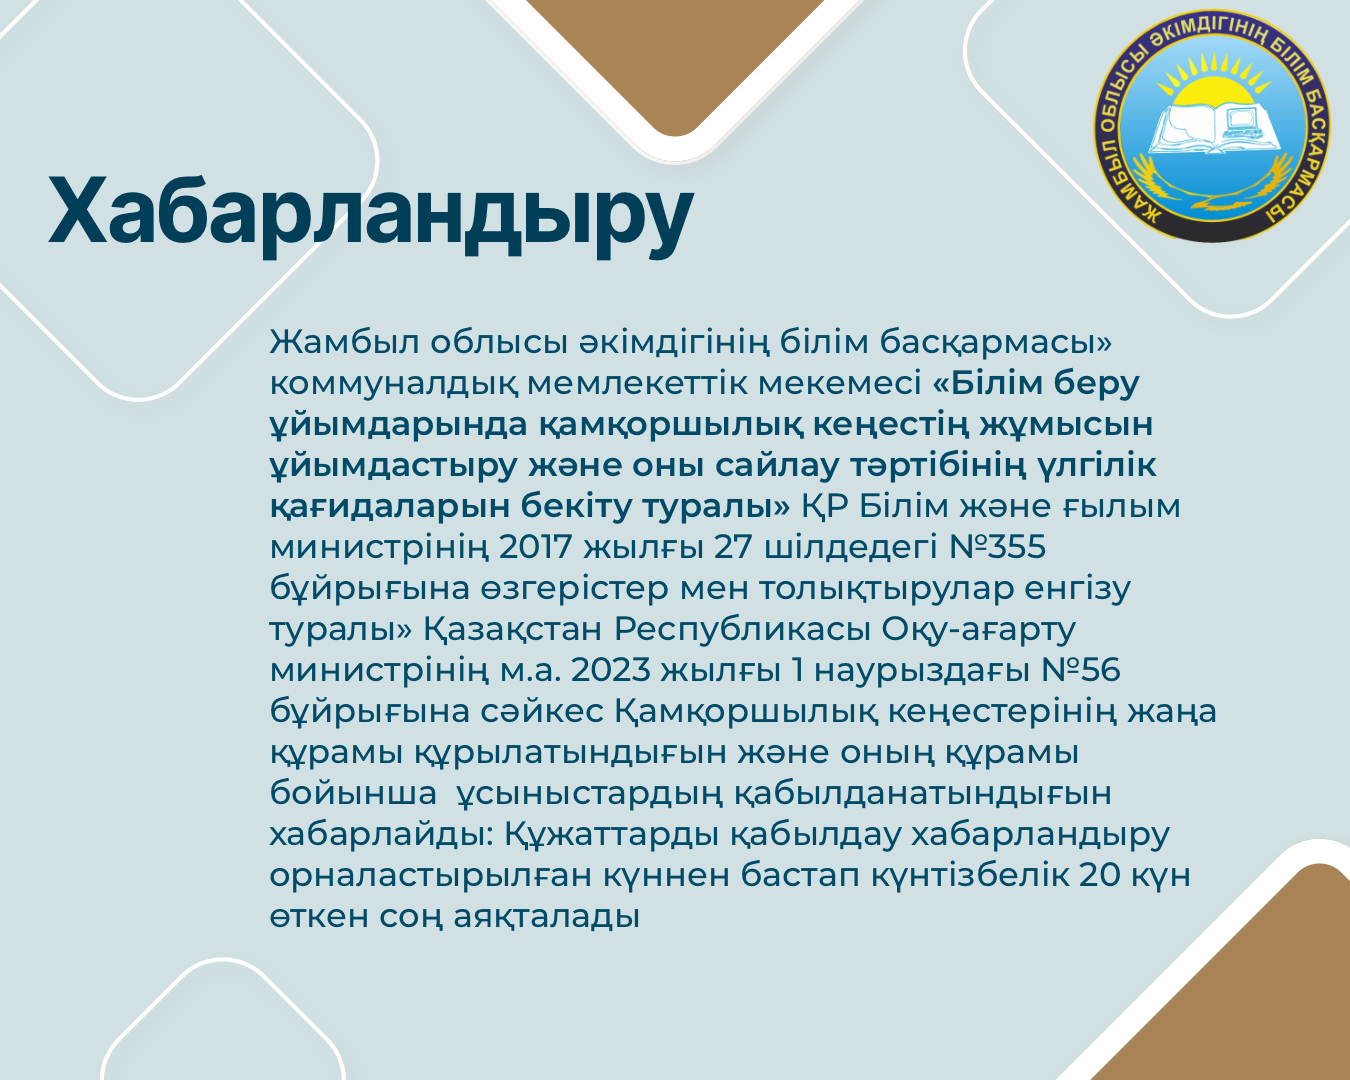 ЖАМБЫЛ ОБЛЫСЫ ӘКІМДІГІНІҢ БІЛІМ БАСҚАРМАСЫ
Хабарландыру
Жамбыл облысы әкімдігінің білім басқармасы»
коммуналдық мемлекеттік мекемесі «Білім беру
ұйымдарында қамқоршылық кеңестің жұмысын
ұйымдастыру және оны сайлау тәртібінің үлгілік
қағидаларын бекіту туралы» ҚР Білім және ғылым
министрінің 2017 жылғы 27 шілдедегі №355
бұйрығына өзгерістер мен толықтырулар енгізу
туралы» Қазақстан Республикасы Оқу-ағарту
министрінің м.а. 2023 жылғы 1 наурыздағы №56
бұйрығына сәйкес Қамқоршылық кеңестерінің жаңа
құрамы құрылатындығын және оның құрамы
бойынша  ұсыныстардың қабылданатындығын
хабарлайды: Құжаттарды қабылдау хабарландыру
орналастырылған күннен бастап күнтізбелік 20 күн
өткен соң аяқталады